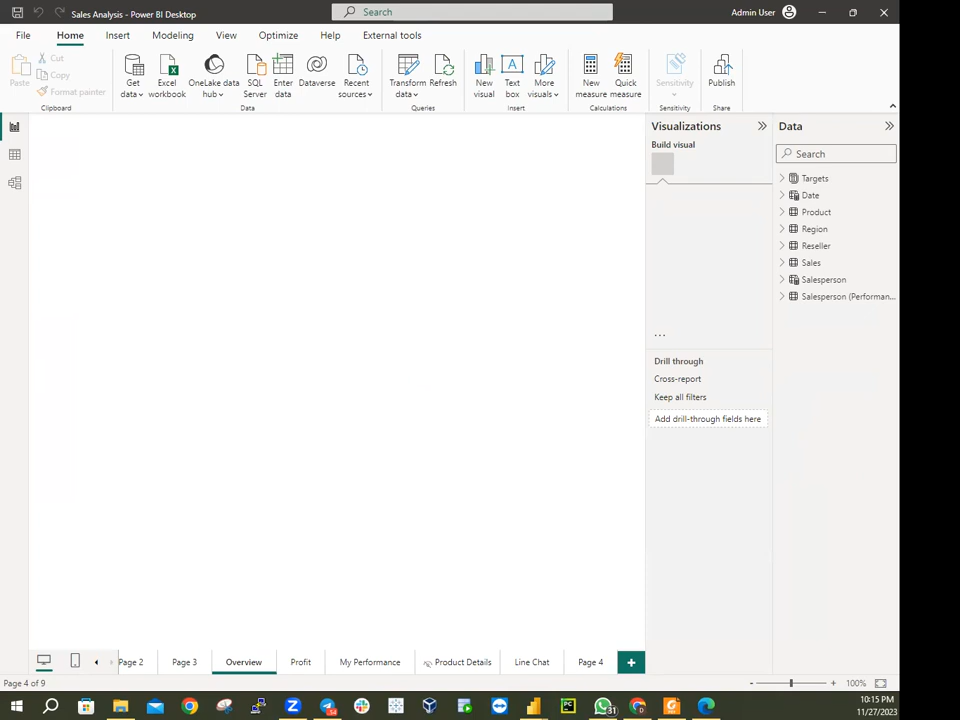 Sales Analysis - Power BI Desktop
Search
Admin User
File Home Insert Modeling View Optimize Help External tools
Paste
Cut
Copy
Format painter
Clipboard
Get data
Excel workbook
OneLake data hub
SQL Server
Enter data
Dataverse
Recent sources
Data
Transform data
Refresh
Queries
New visual
Text box
More visuals
Insert
New measure
Quick measure
Calculations
Sensitivity
Sensitivity
Publish
Share
Visualizations
Build visual
...
Drill through
Cross-report
Keep all filters
Add drill-through fields here
Data
Search
Targets
Date
Product
Region
Reseller
Sales
Salesperson
Salesperson (Performan...
Page 2 Page 3 Overview Profit My Performance Product Details Line Chat Page 4 +
Page 4 of 9
- + 100%
34
31
10:15 PM
11/27/2023